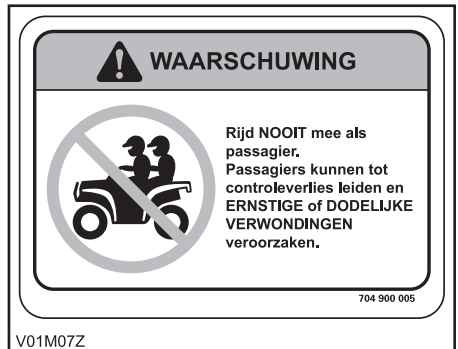 WAARSCHUWING
Rijd NOOIT mee als
passagier.
Passagiers kunnen tot
controleverlies leiden en
ERNSTIGE of DODELIJKE
VERWONDINGEN
veroorzaken.
704 900 005
V01M07Z